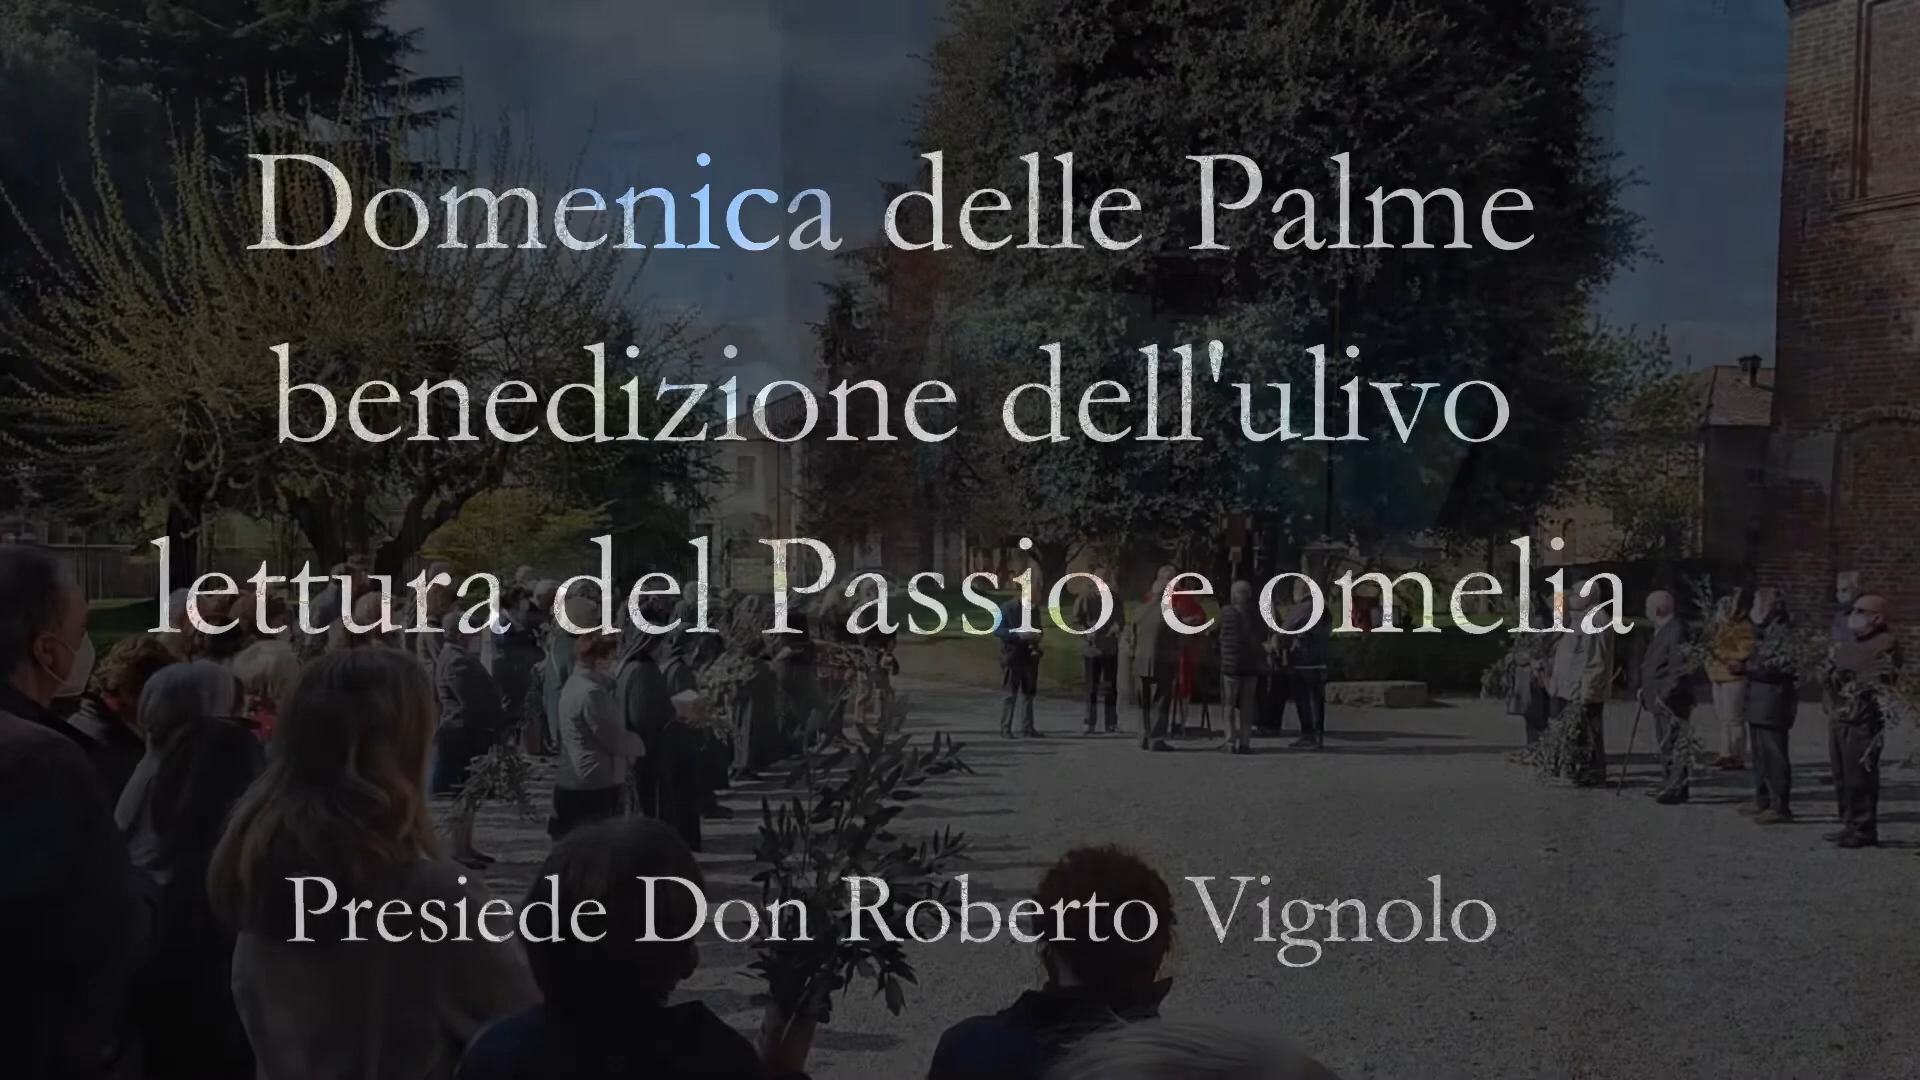 Domenica delle Palme
benedizione dell'ulivo
lettura del Passio e omelia
Presiede Don Roberto Vignolo